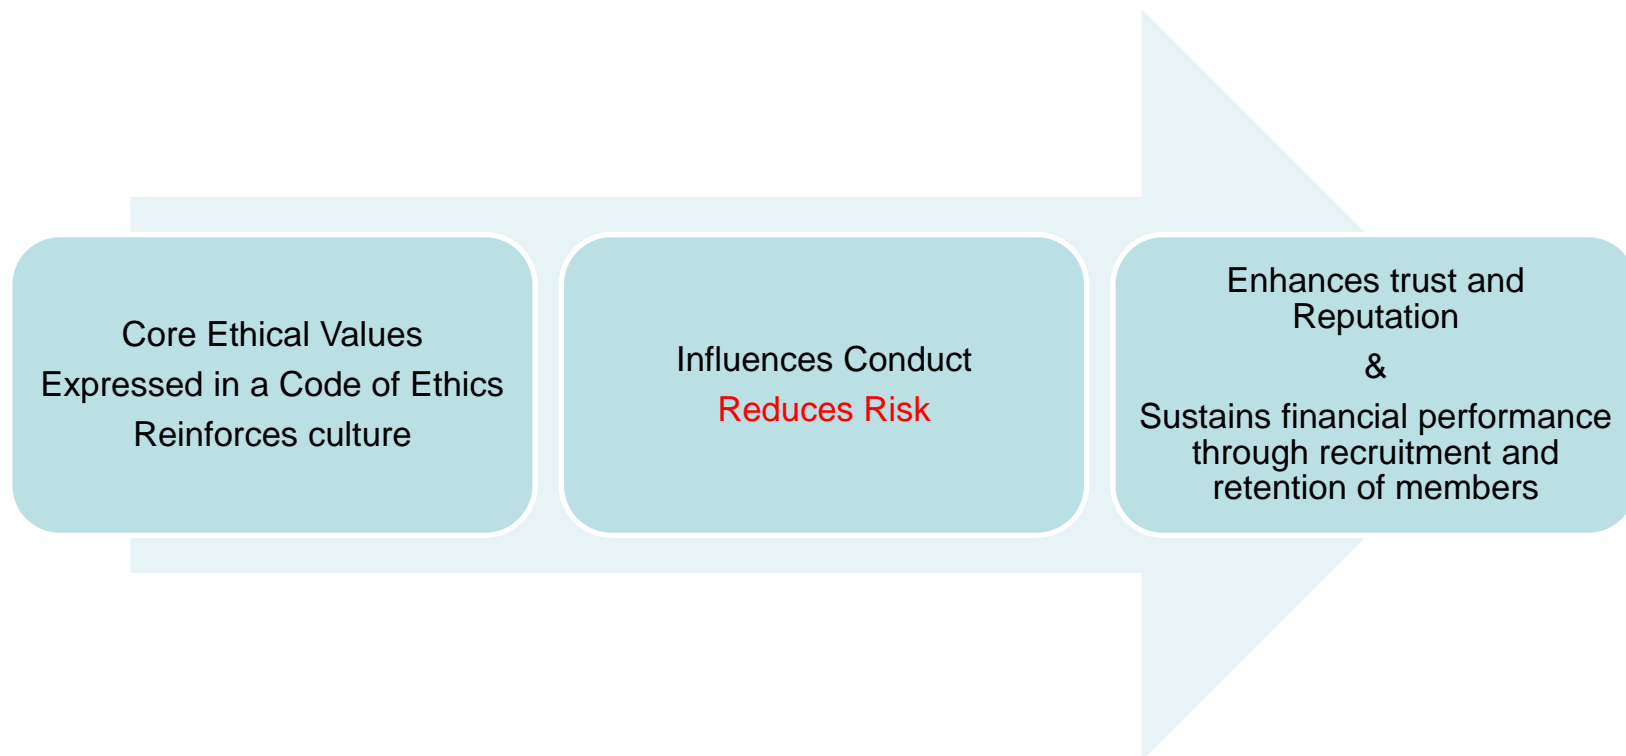 Core Ethical Values
Expressed in a Code of Ethics
Reinforces culture
Influences Conduct
Reduces Risk
Enhances trust and
Reputation
&
Sustains financial performance
through recruitment and
retention of members